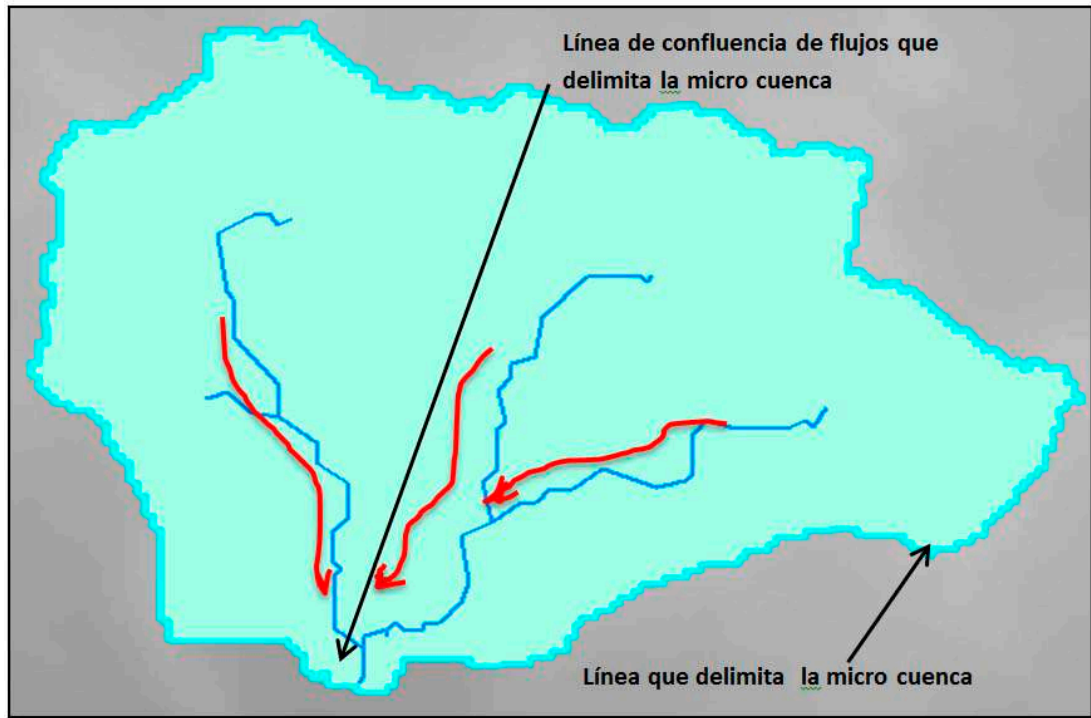 Línea de confluencia de flujos que
delimita la micro cuenca
Línea que delimita la micro cuenca